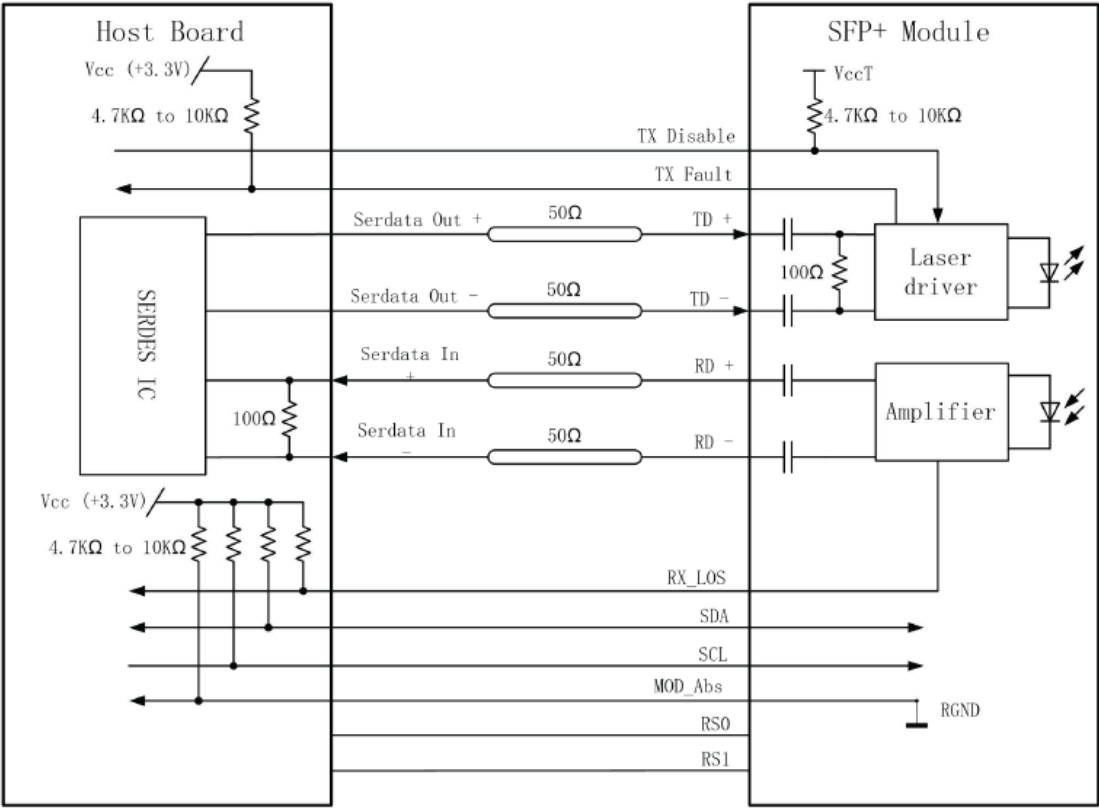 Host Board
SFP+ Module
Vcc (+3.3V)
VccT
4.7KΩ to 10KΩ
4.7KΩ to 10KΩ
TX Disable
TX Fault
Serdata Out +
50Ω
TD +
Laser
driver
100Ω
Serdata Out -
50Ω
TD -
SERDES IC
Serdata In
+
50Ω
RD +
100Ω
Amplifier
Serdata In
-
50Ω
RD -
Vcc (+3.3V)
4.7KΩ to 10KΩ
RX_LOS
SDA
SCL
MOD_Abs
RGND
RS0
RS1